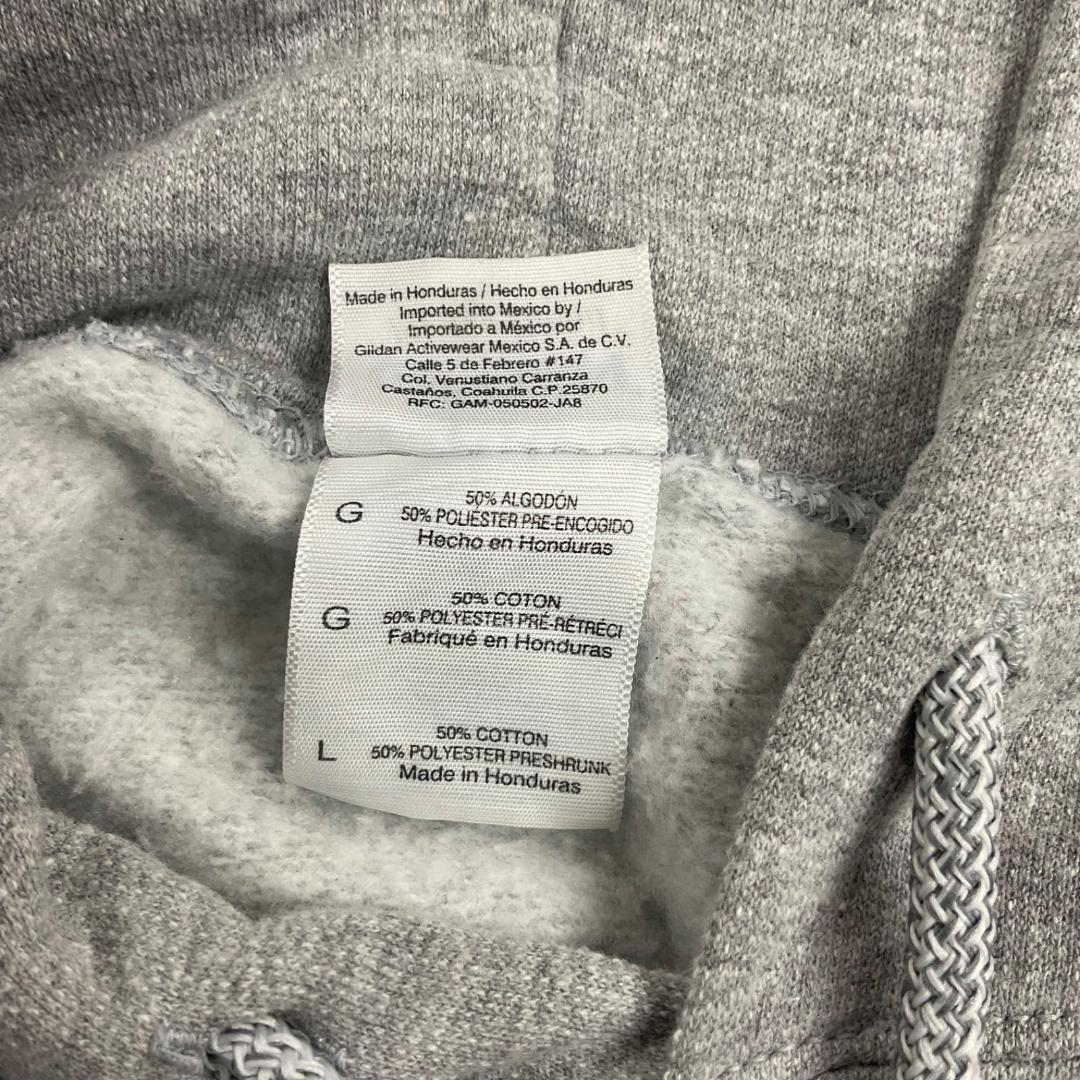 Made in Honduras / Hecho en Honduras
Imported into Mexico by /
Importado a México por
Gildan Activewear Mexico S.A. de C.V.
Calle 5 de Febrero #147
Col. Venustiano Carranza
Castaños, Coahuila C.P. 25870
RFC: GAM-050502-JA8
50% ALGODÓN
G 50% POLIÉSTER PRE-ENCOGIDO
Hecho en Honduras
50% COTON
G 50% POLYESTER PRÉ-RÉTRÉCI
Fabriqué en Honduras
50% COTTON
L 50% POLYESTER PRESHRUNK
Made in Honduras